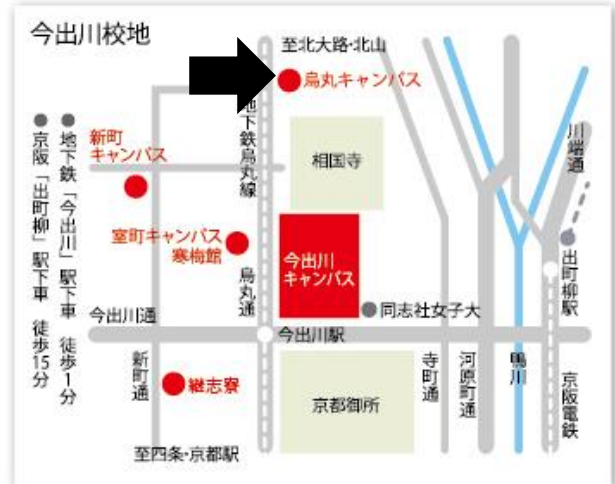 今出川校地
至北大路・北山
烏丸キャンパス
地下鉄烏丸線
相国寺
川端通
新町
キャンパス
●地下鉄「今出川」駅下車 徒歩1分
●京阪「出町柳」駅下車 徒歩15分
室町キャンパス
寒梅館
烏丸通
今出川
キャンパス
出町柳駅
同志社女子大
今出川通
今出川駅
新町通
継志寮
京都御所
寺町通
河原町通
鴨川
京阪電鉄
至四条・京都駅